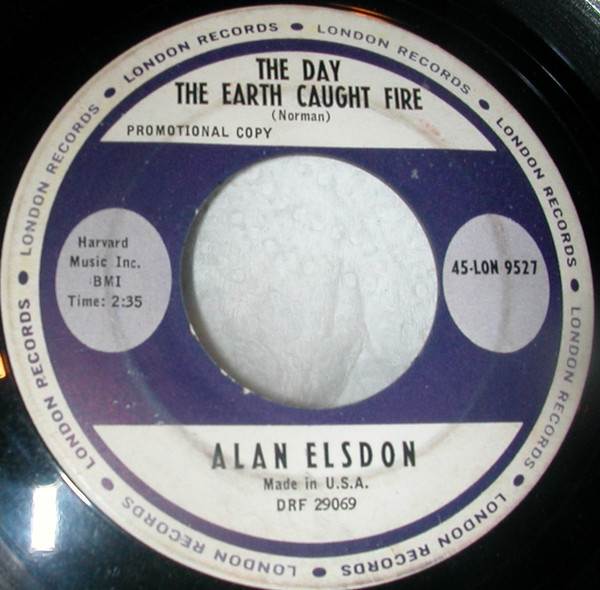 LONDON RECORDS ● LONDON RECORDS ● LONDON RECORDS ● LONDON RECORDS ● LONDON RECORDS ● LONDON RECORDS ● LONDON RECORDS ● LONDON RECORDS ●
THE DAY
THE EARTH CAUGHT FIRE
(Norman)
PROMOTIONAL COPY
Harvard
Music Inc.
BMI
Time: 2:35
45-LON 9527
ALAN ELSDON
Made in U.S.A.
DRF 29069